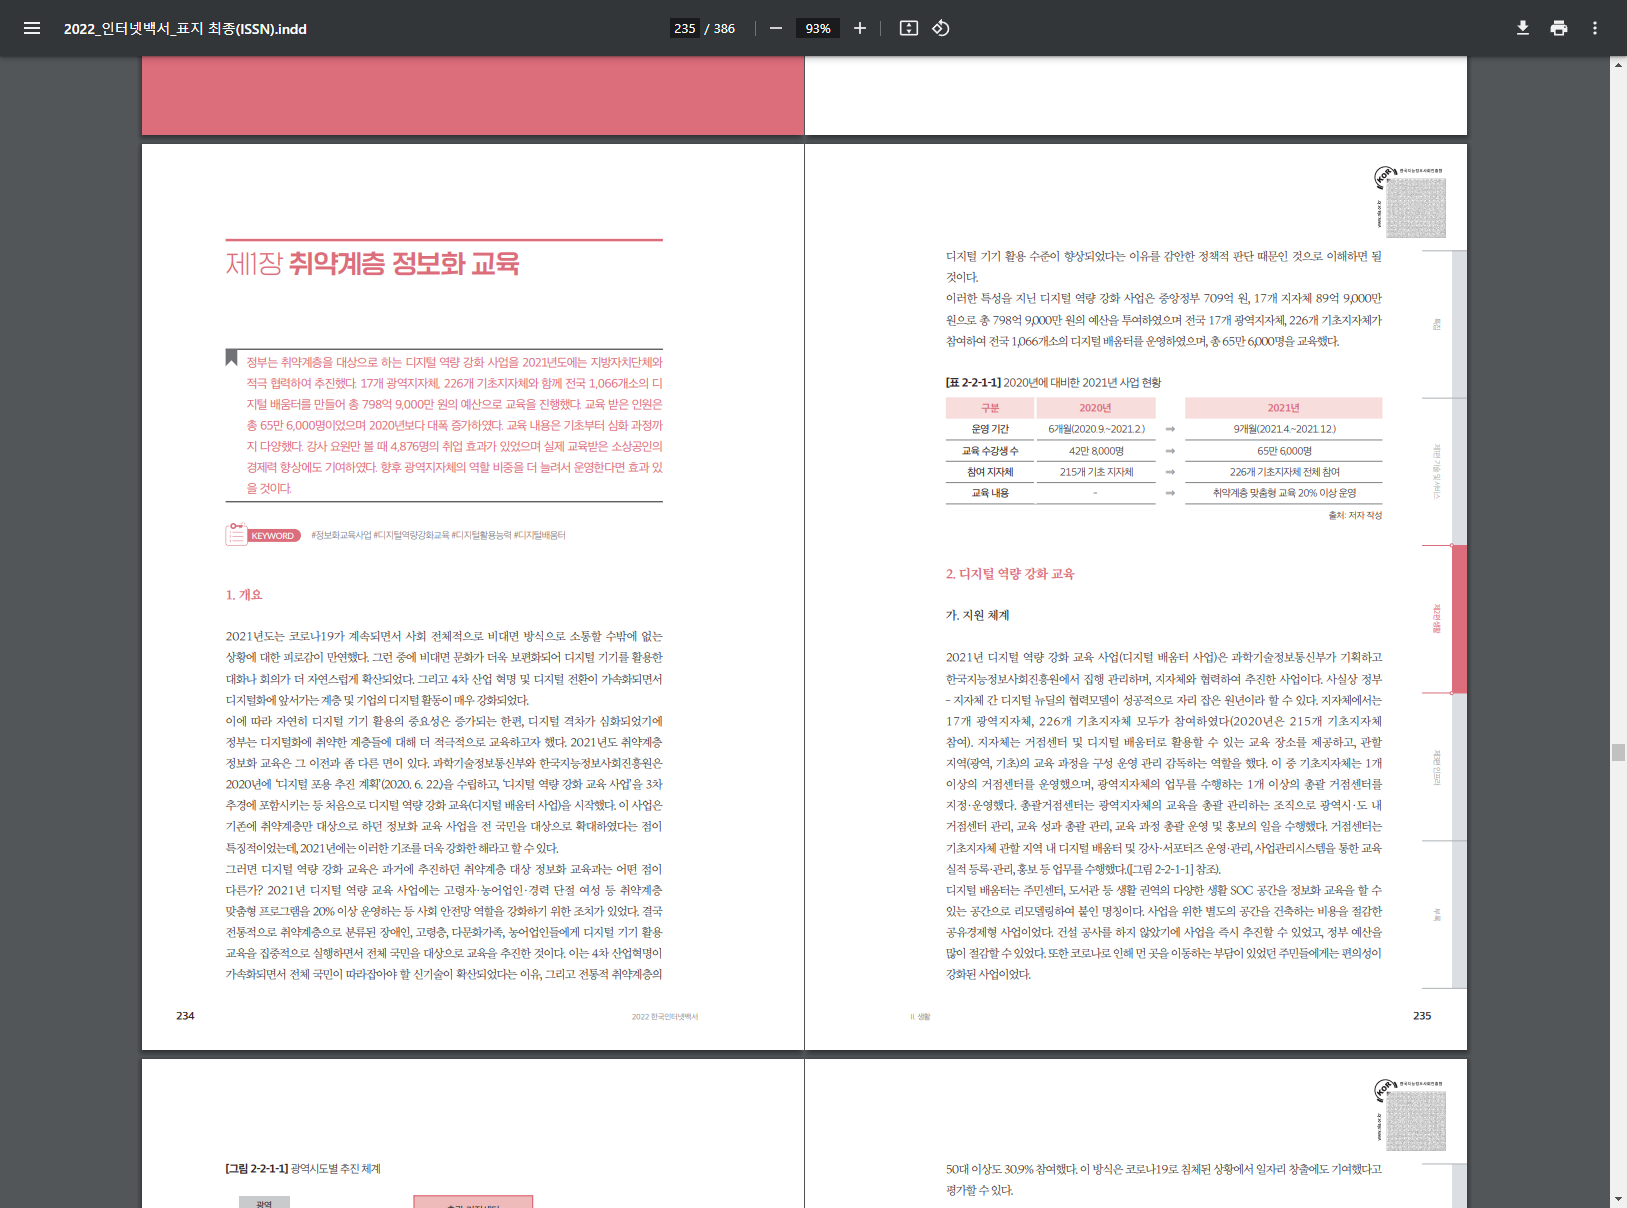 2022_인터넷백서_표지 최종(ISSN).indd
235 / 386
93%
제1장 취약계층 정보화 교육
정부는 취약계층을 대상으로 하는 디지털 역량 강화 사업을 2021년도에는 지방자치단체와
적극 협력하여 추진했다. 17개 광역지자체, 226개 기초지자체와 함께 전국 1,066개소의 디
지털 배움터를 만들어 총 798억 9,000만 원의 예산으로 교육을 진행했다. 교육 받은 인원은
총 65만 6,000명이었으며 2020년보다 대폭 증가하였다. 교육 내용은 기초부터 심화 과정까
지 다양했다. 강사 요원만 볼 때 4,876명의 취업 효과가 있었으며 실제 교육받은 소상공인의
경제력 향상에도 기여하였다. 향후 광역지자체의 역할 비중을 더 늘려서 운영한다면 효과 있
을 것이다.
KEYWORD #정보화교육사업 #디지털역량강화교육 #디지털활용능력 #디지털배움터
1. 개요
2021년도는 코로나19가 계속되면서 사회 전체적으로 비대면 방식으로 소통할 수밖에 없는
상황에 대한 피로감이 만연했다. 그런 중에 비대면 문화가 더욱 보편화되어 디지털 기기를 활용한
대화나 회의가 더 자연스럽게 확산되었다. 그리고 4차 산업 혁명 및 디지털 전환이 가속화되면서
디지털화에 앞서가는 계층 및 기업의 디지털 활동이 매우 강화되었다.
이에 따라 자연히 디지털 기기 활용의 중요성은 증가되는 한편, 디지털 격차가 심화되었기에
정부는 디지털화에 취약한 계층들에 대해 더 적극적으로 교육하고자 했다. 2021년도 취약계층
정보화 교육은 그 이전과 좀 다른 면이 있다. 과학기술정보통신부와 한국지능정보사회진흥원은
2020년에 ‘디지털 포용 추진 계획’(2020. 6. 22.)을 수립하고, ‘디지털 역량 강화 교육 사업’을 3차
추경에 포함시키는 등 처음으로 디지털 역량 강화 교육(디지털 배움터 사업)을 시작했다. 이 사업은
기존에 취약계층만 대상으로 하던 정보화 교육 사업을 전 국민을 대상으로 확대하였다는 점이
특징적이었는데, 2021년에는 이러한 기조를 더욱 강화한 해라고 할 수 있다.
그러면 디지털 역량 강화 교육은 과거에 추진하던 취약계층 대상 정보화 교육과는 어떤 점이
다른가? 2021년 디지털 역량 교육 사업에는 고령자·농어업인·경력 단절 여성 등 취약계층
맞춤형 프로그램을 20% 이상 운영하는 등 사회 안전망 역할을 강화하기 위한 조치가 있었다. 결국
전통적으로 취약계층으로 분류된 장애인, 고령층, 다문화가족, 농어업인들에게 디지털 기기 활용
교육을 집중적으로 실행하면서 전체 국민을 대상으로 교육을 추진한 것이다. 이는 4차 산업혁명이
가속화되면서 전체 국민이 따라잡아야 할 신기술이 확산되었다는 이유, 그리고 전통적 취약계층의
234
2022 한국인터넷백서
디지털 기기 활용 수준이 향상되었다는 이유를 감안한 정책적 판단 때문인 것으로 이해하면 될
것이다.
이러한 특성을 지닌 디지털 역량 강화 사업은 중앙정부 709억 원, 17개 지자체 89억 9,000만
원으로 총 798억 9,000만 원의 예산을 투여하였으며 전국 17개 광역지자체, 226개 기초지자체가
참여하여 전국 1,066개소의 디지털 배움터를 운영하였으며, 총 65만 6,000명을 교육했다.
[표 2-2-1-1] 2020년에 대비한 2021년 사업 현황
구분 2020년 2021년
운영 기간 6개월(2020.9.~2021.2.) ⇒ 9개월(2021.4.~2021.12.)
교육 수강생 수 42만 8,000명 ⇒ 65만 6,000명
참여 지자체 215개 기초 지자체 ⇒ 226개 기초지자체 전체 참여
교육 내용 - ⇒ 취약계층 맞춤형 교육 20% 이상 운영
출처: 저자 작성
2. 디지털 역량 강화 교육
가. 지원 체계
2021년 디지털 역량 강화 교육 사업(디지털 배움터 사업)은 과학기술정보통신부가 기획하고
한국지능정보사회진흥원에서 집행 관리하며, 지자체와 협력하여 추진한 사업이다. 사실상 정부
- 지자체 간 디지털 뉴딜의 협력모델이 성공적으로 자리 잡은 원년이라 할 수 있다. 지자체에서는
17개 광역지자체, 226개 기초지자체 모두가 참여하였다(2020년은 215개 기초지자체
참여). 지자체는 거점센터 및 디지털 배움터로 활용할 수 있는 교육 장소를 제공하고, 관할
지역(광역, 기초)의 교육 과정을 구성 운영 관리 감독하는 역할을 했다. 이 중 기초지자체는 1개
이상의 거점센터를 운영했으며, 광역지자체의 업무를 수행하는 1개 이상의 총괄 거점센터를
지정·운영했다. 총괄거점센터는 광역지자체의 교육을 총괄 관리하는 조직으로 광역시·도 내
거점센터 관리, 교육 성과 총괄 관리, 교육 과정 총괄 운영 및 홍보의 일을 수행했다. 거점센터는
기초지자체 관할 지역 내 디지털 배움터 및 강사·서포터즈 운영·관리, 사업관리시스템을 통한 교육
실적 등록·관리, 홍보 등 업무를 수행했다.([그림 2-2-1-1] 참조).
디지털 배움터는 주민센터, 도서관 등 생활 권역의 다양한 생활 SOC 공간을 정보화 교육을 할 수
있는 공간으로 리모델링하여 붙인 명칭이다. 사업을 위한 별도의 공간을 건축하는 비용을 절감한
공유경제형 사업이었다. 건설 공사를 하지 않았기에 사업을 즉시 추진할 수 있었고, 정부 예산을
많이 절감할 수 있었다. 또한 코로나로 인해 먼 곳을 이동하는 부담이 있었던 주민들에게는 편의성이
강화된 사업이었다.
II. 생활
235
특집
제1편 기술 및 서비스
제2편 생활
제3편 인프라
부록
[그림 2-2-1-1] 광역시도별 추진 체계
광역
50대 이상도 30.9% 참여했다. 이 방식은 코로나19로 침체된 상황에서 일자리 창출에도 기여했다고
평가할 수 있다.